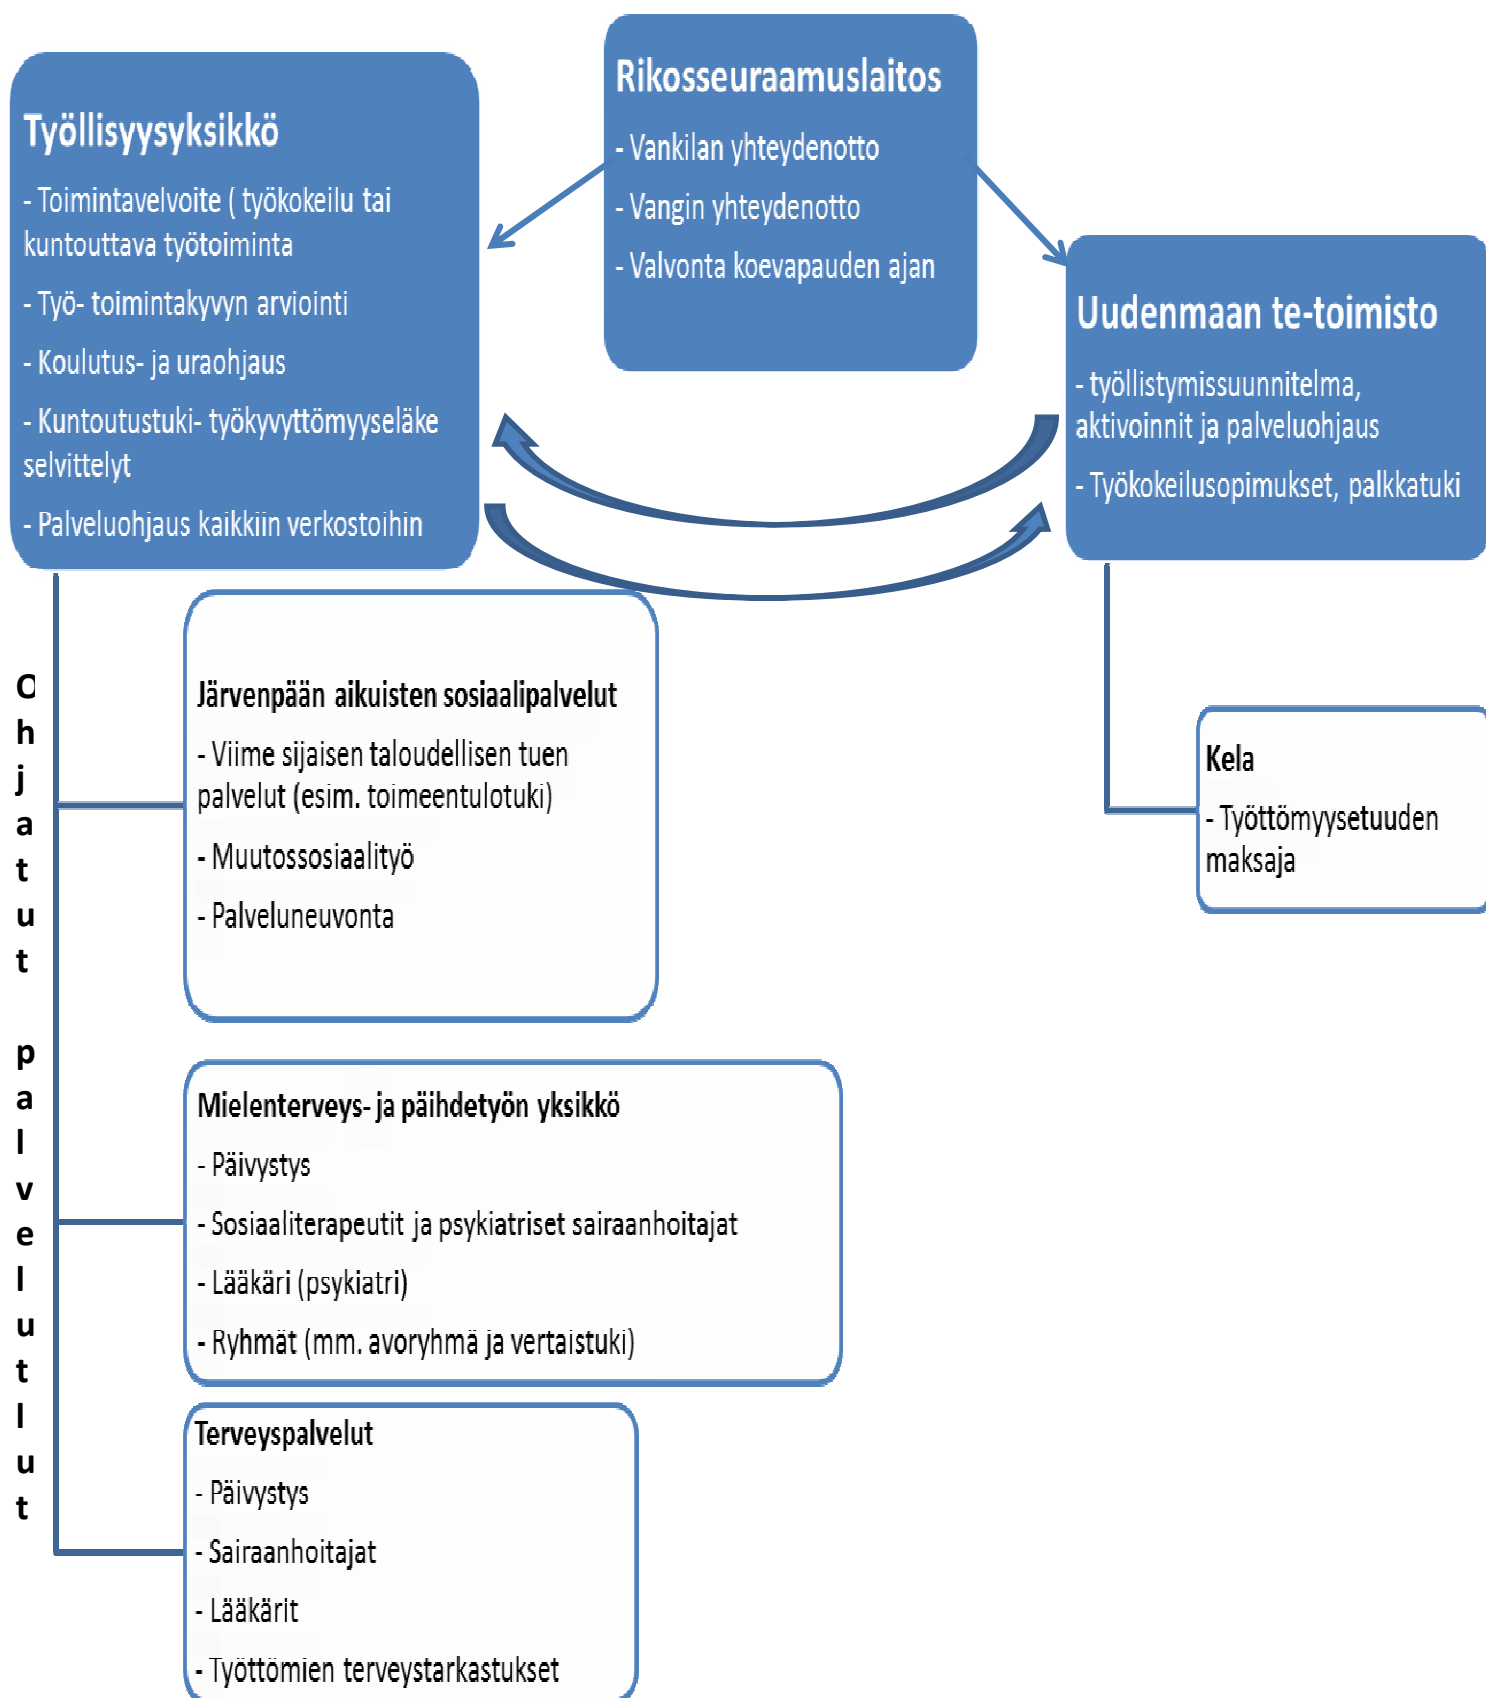 Rikosseuraamuslaitos
- Vankilan yhteydenotto
- Vangin yhteydenotto
- Valvonta koevapauden ajan
Työllisyysyksikkö
- Toimintavelvoite ( työkokeilu tai
kuntouttava työtoiminta
- Työ- toimintakyvyn arviointi
- Koulutus- ja uraohjaus
- Kuntoutustuki- työkyvyttömyyseläke
selvittelyt
- Palveluohjaus kaikkiin verkostoihin
Uudenmaan te-toimisto
- työllistymissuunnitelma,
aktivoinnit ja palveluohjaus
- Työkokeilusopimukset, palkkatuki
Ohjatut palvelutlut
Järvenpään aikuisten sosiaalipalvelut
- Viime sijaisen taloudellisen tuen
palvelut (esim. toimeentulotuki)
- Muutossosiaalityö
- Palveluneuvonta
Kela
- Työttömyysetuuden
maksaja
Mielenterveys- ja päihdetyön yksikkö
- Päivystys
- Sosiaaliterapeutit ja psykiatriset sairaanhoitajat
- Lääkäri (psykiatri)
- Ryhmät (mm. avoryhmä ja vertaistuki)
Terveyspalvelut
- Päivystys
- Sairaanhoitajat
- Lääkärit
- Työttömien terveystarkastukset